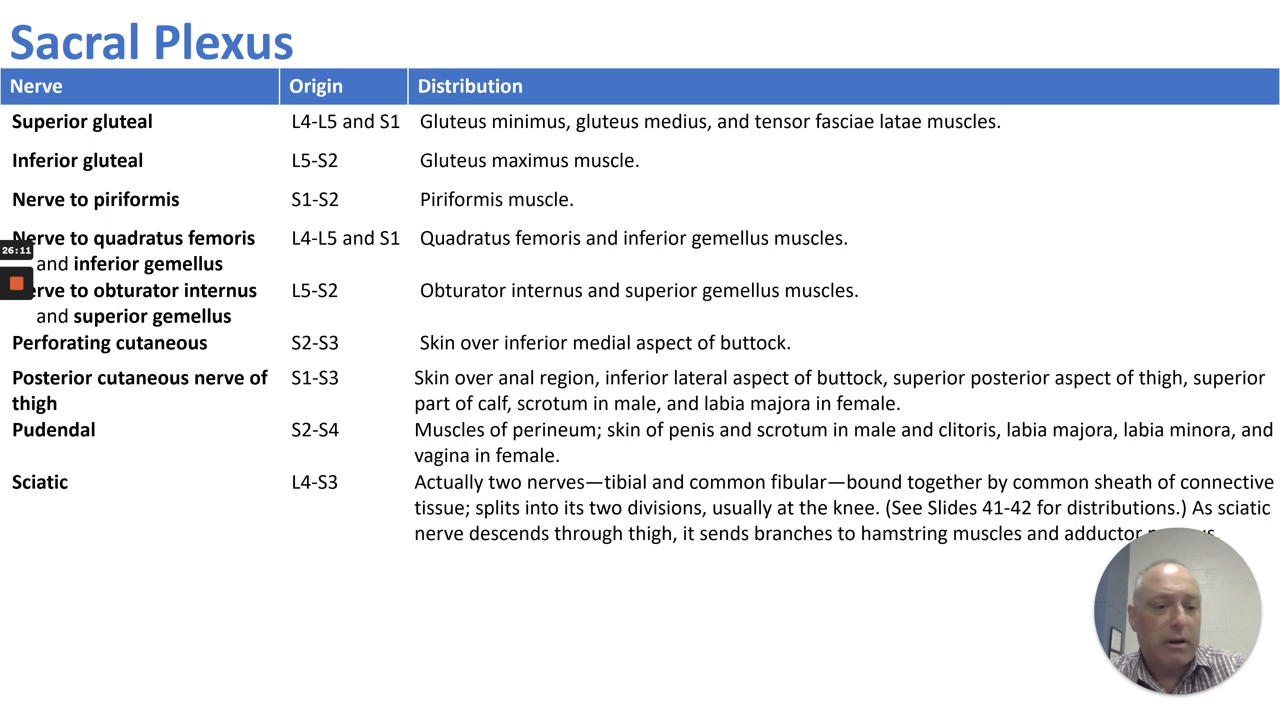 Sacral Plexus
Nerve Origin Distribution
Superior gluteal L4-L5 and S1 Gluteus minimus, gluteus medius, and tensor fasciae latae muscles.
Inferior gluteal L5-S2 Gluteus maximus muscle.
Nerve to piriformis S1-S2 Piriformis muscle.
Nerve to quadratus femoris L4-L5 and S1 Quadratus femoris and inferior gemellus muscles.
26:11
and inferior gemellus
erve to obturator internus L5-S2 Obturator internus and superior gemellus muscles.
and superior gemellus
Perforating cutaneous S2-S3 Skin over inferior medial aspect of buttock.
Posterior cutaneous nerve of S1-S3 Skin over anal region, inferior lateral aspect of buttock, superior posterior aspect of thigh, superior
thigh part of calf, scrotum in male, and labia majora in female.
Pudendal S2-S4 Muscles of perineum; skin of penis and scrotum in male and clitoris, labia majora, labia minora, and
vagina in female.
Sciatic L4-S3 Actually two nerves—tibial and common fibular—bound together by common sheath of connective
tissue; splits into its two divisions, usually at the knee. (See Slides 41-42 for distributions.) As sciatic
nerve descends through thigh, it sends branches to hamstring muscles and adductor